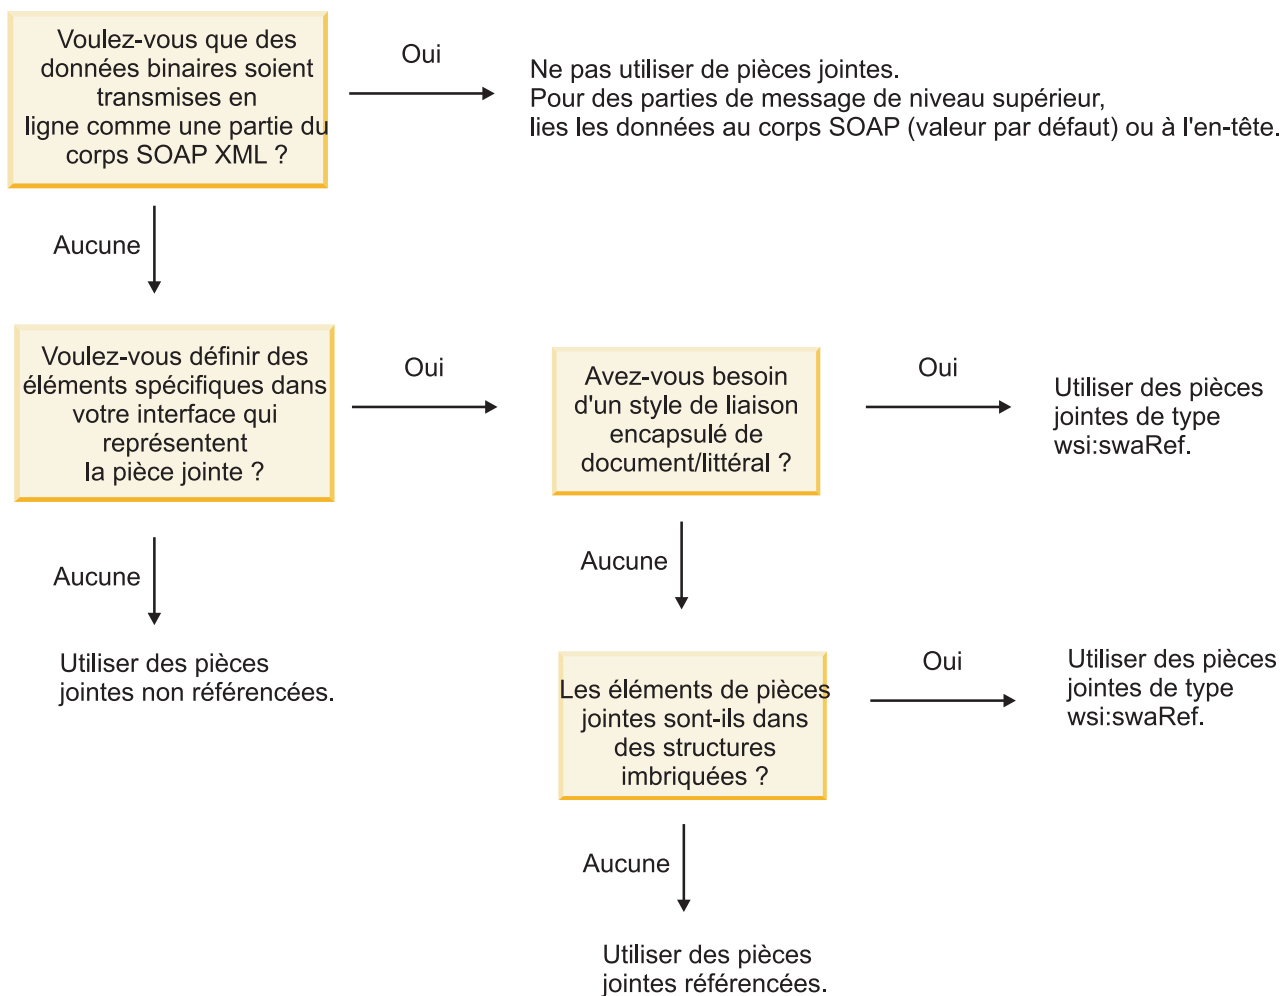 Voulez-vous que des
données binaires soient
transmises en
ligne comme une partie du
corps SOAP XML ?
Oui
Ne pas utiliser de pièces jointes.
Pour des parties de message de niveau supérieur,
lies les données au corps SOAP (valeur par défaut) ou à l'en-tête.
Aucune
Voulez-vous définir des
éléments spécifiques dans
votre interface qui
représentent
la pièce jointe ?
Oui
Avez-vous besoin
d'un style de liaison
encapsulé de
document/littéral ?
Oui
Utiliser des pièces
jointes de type
wsi:swaRef.
Aucune
Utiliser des pièces
jointes non référencées.
Aucune
Les éléments de pièces
jointes sont-ils dans
des structures
imbriquées ?
Oui
Utiliser des pièces
jointes de type
wsi:swaRef.
Aucune
Utiliser des pièces
jointes référencées.